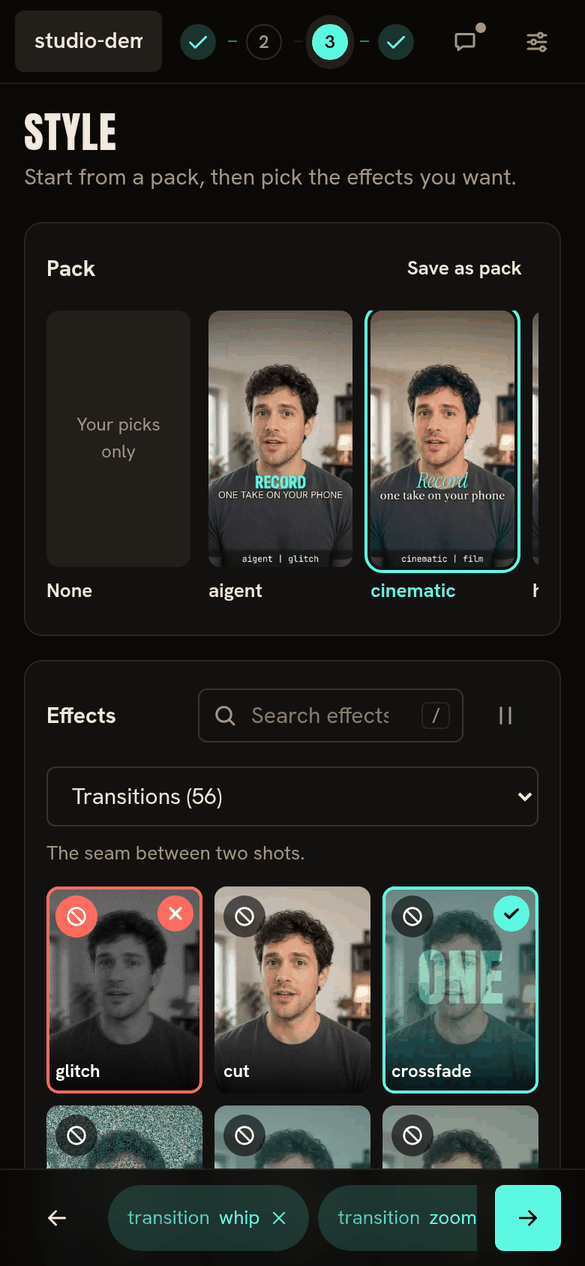 studio-dem
2
3
STYLE
Start from a pack, then pick the effects you want.
Pack
Save as pack
Your picks
only
RECORD
ONE TAKE ON YOUR PHONE
aigent | glitch
Record
one take on your phone
cinematic | film
None
aigent
cinematic
Effects
Search effects
/
Transitions (56)
The seam between two shots.
ONE
glitch
cut
crossfade
transition whip
transition zoom